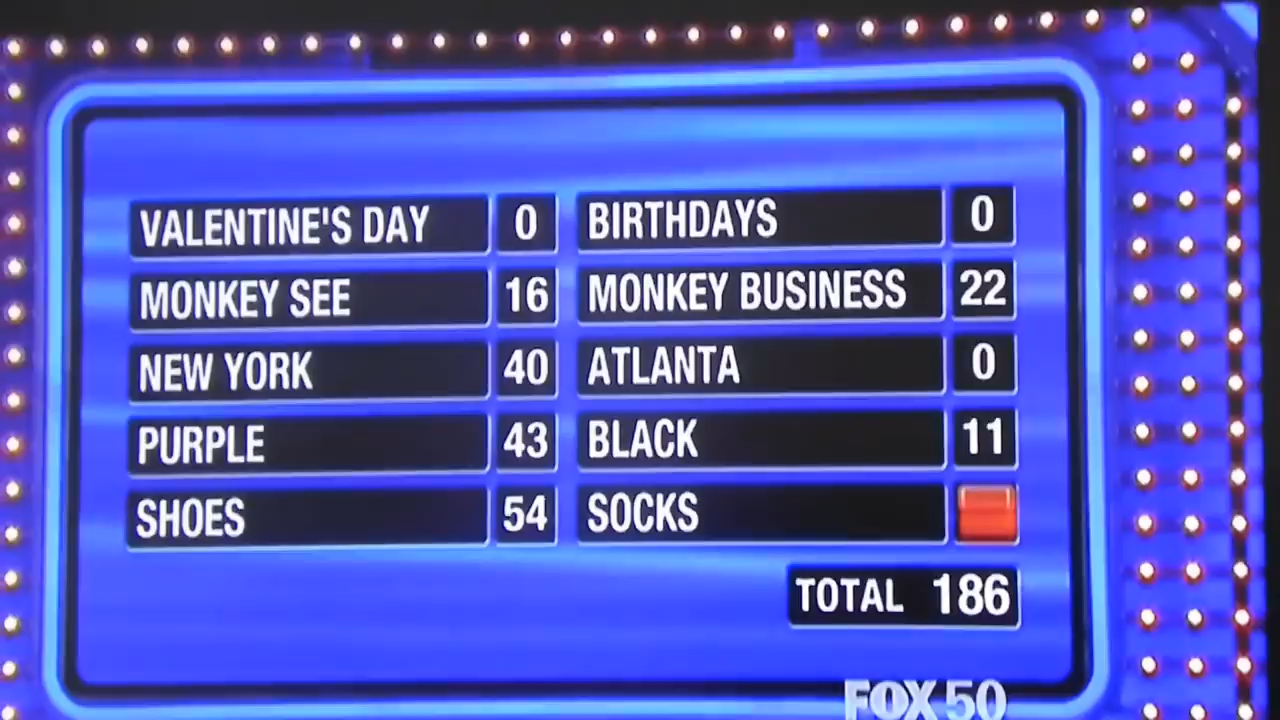 VALENTINE'S DAY 0 BIRTHDAYS 0
MONKEY SEE 16 MONKEY BUSINESS 22
NEW YORK 40 ATLANTA 0
PURPLE 43 BLACK 11
SHOES 54 SOCKS
TOTAL 186
FOX 50